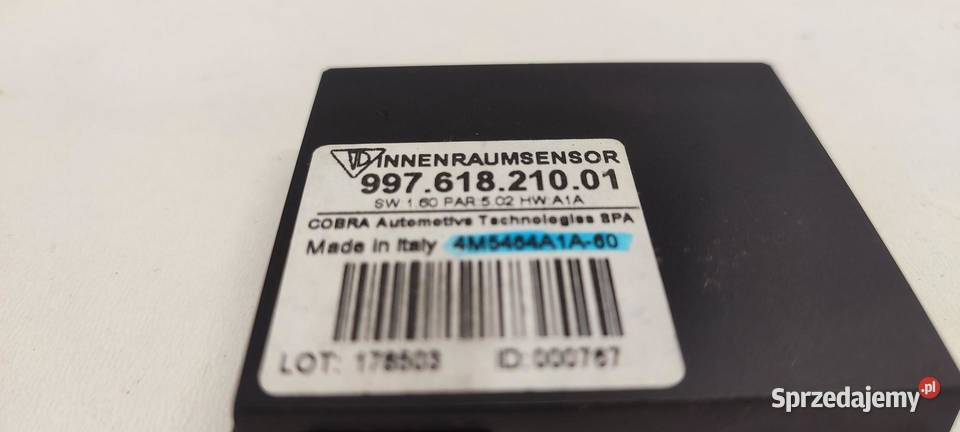 INNENRAUMSENSOR
997.618.210.01
SW 1.60 PAR 5.02 HW A1A
COBRA Automotive Technologies SPA
Made in Italy 4M5464A1A-60
LOT: 178503 ID: 000767
Sprzedajemy.pl